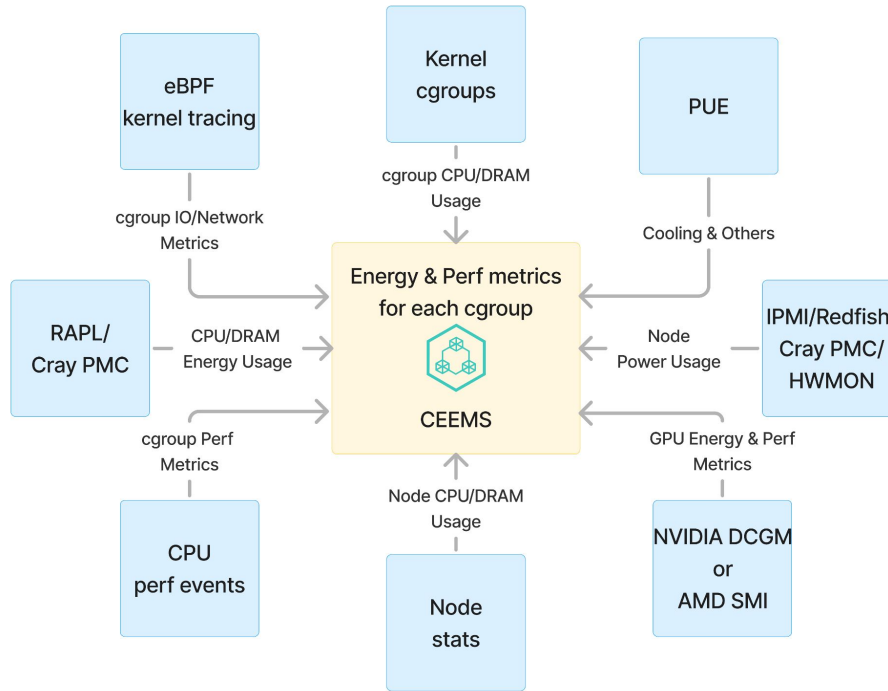 eBPF
kernel tracing
Kernel
cgroups
PUE
cgroup IO/Network
Metrics
cgroup CPU/DRAM
Usage
Cooling & Others
RAPL/
Cray PMC
CPU/DRAM
Energy Usage
Energy & Perf metrics
for each cgroup
CEEMS
Node
Power Usage
IPMI/Redfish/
Cray PMC/
HWMON
cgroup Perf
Metrics
Node CPU/DRAM
Usage
GPU Energy & Perf
Metrics
CPU
perf events
Node
stats
NVIDIA DCGM
or
AMD SMI